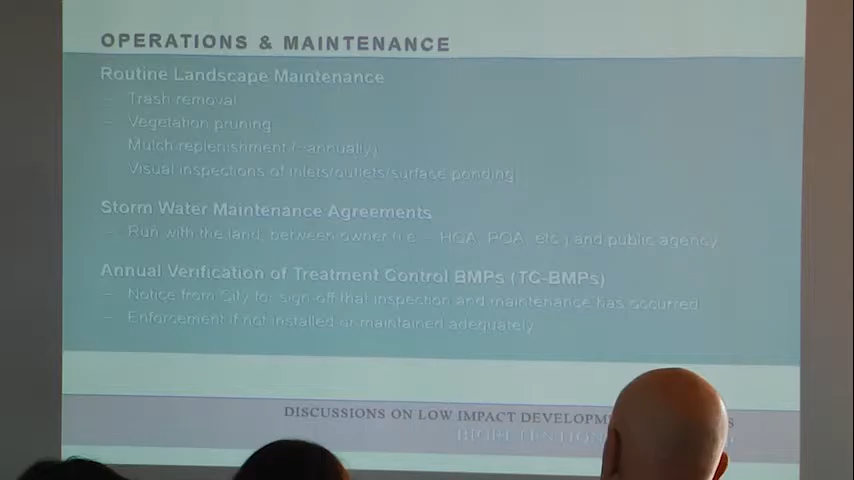 OPERATIONS & MAINTENANCE
Routine Landscape Maintenance
– Trash removal
– Vegetation pruning
Mulch replenishment (~annually)
Visual inspections of inlets/outlets/surface ponding
Storm Water Maintenance Agreements
– Run with the land, between owner (i.e. – HOA, POA, etc.) and public agency
Annual Verification of Treatment Control BMPs (TC-BMPs)
– Notice from City for sign-off that inspection and maintenance has occurred
– Enforcement if not installed or maintained adequately
DISCUSSIONS ON LOW IMPACT DEVELOPM S
BIORETENTION